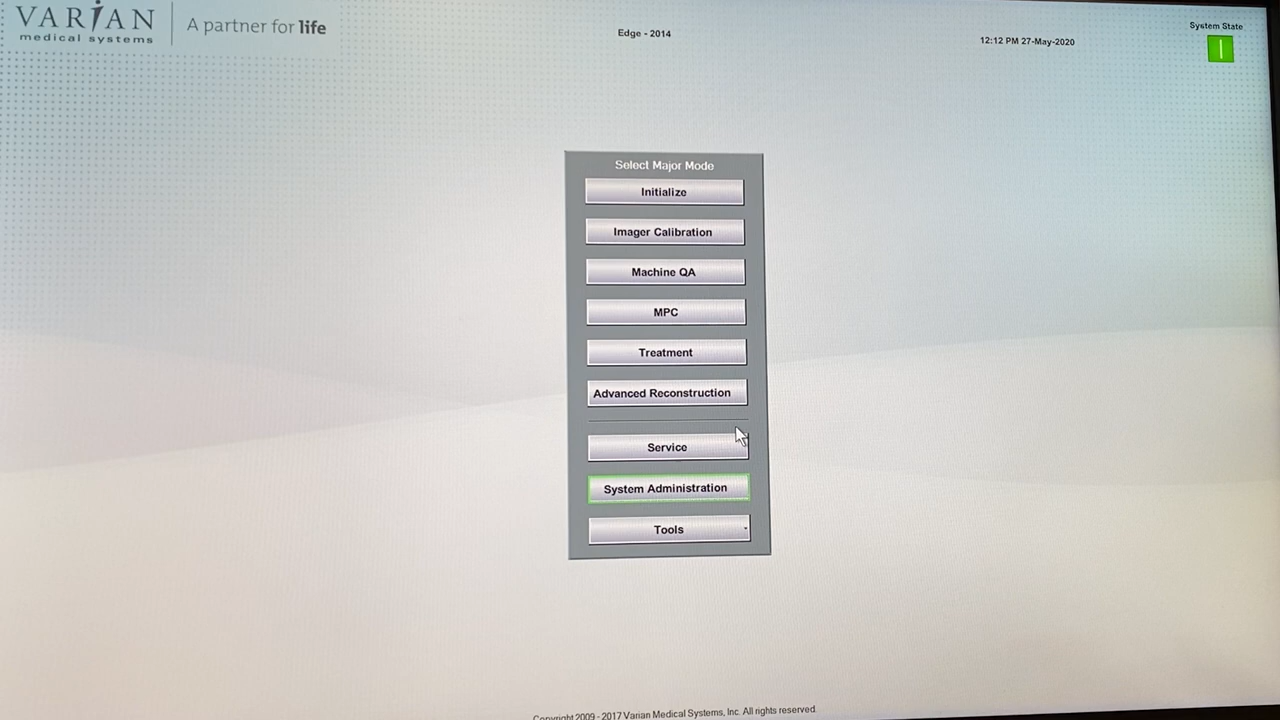 VARIAN
medical systems
A partner for life
Edge - 2014
12:12 PM 27-May-2020
System State
Select Major Mode
Initialize
Imager Calibration
Machine QA
MPC
Treatment
Advanced Reconstruction
Service
System Administration
Tools
Copyright 2009 - 2017 Varian Medical Systems, Inc. All rights reserved.